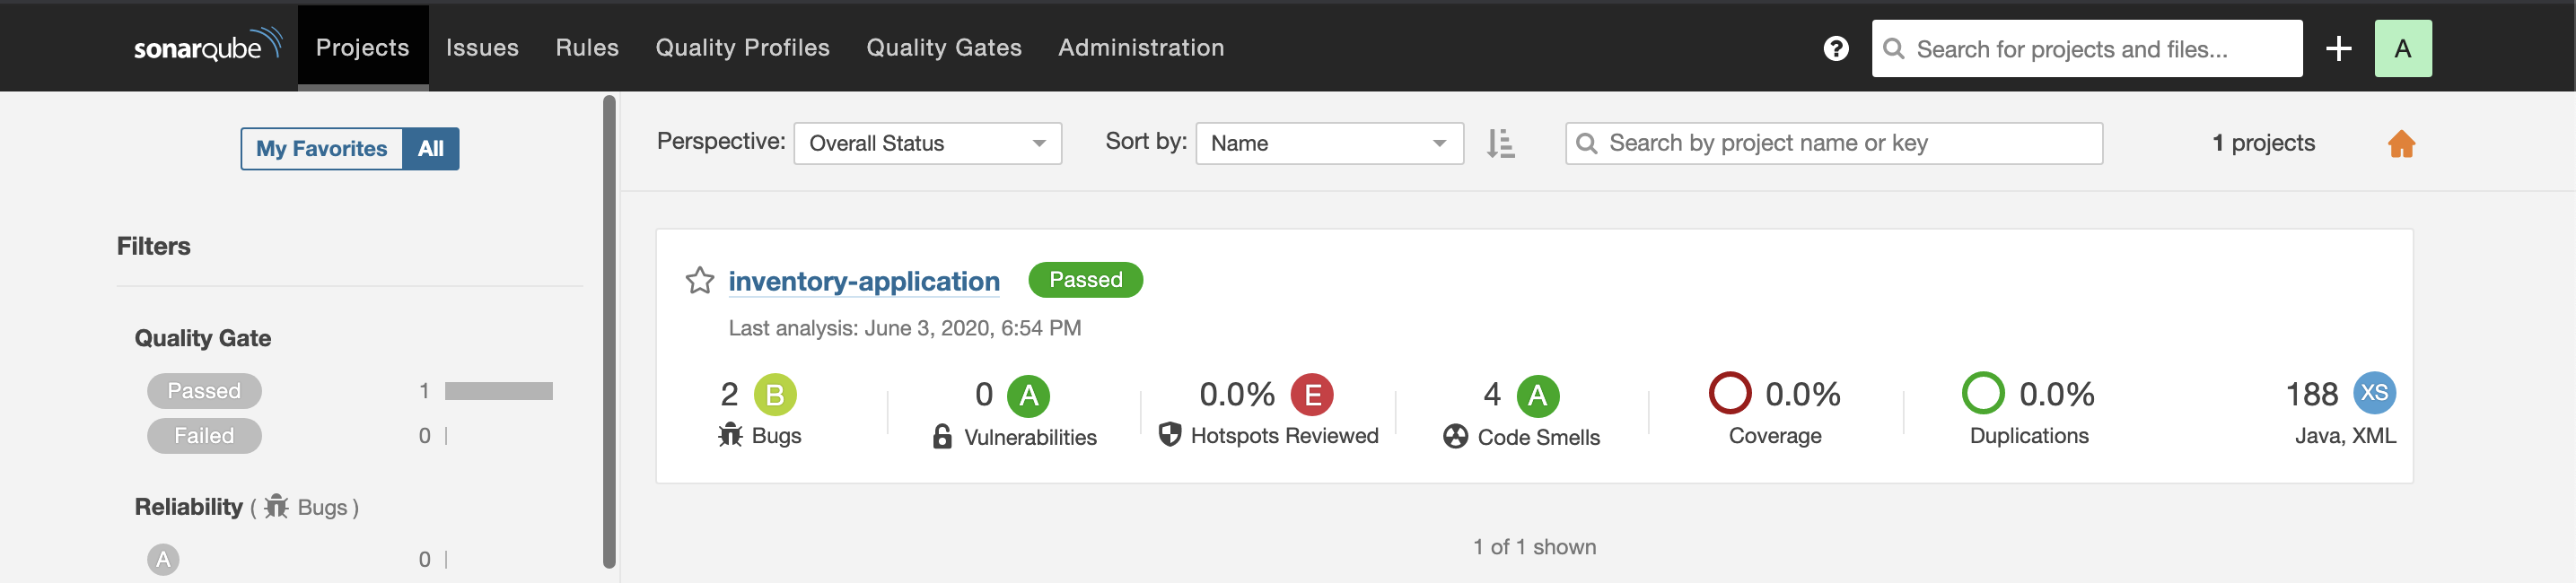 sonarqube Projects Issues Rules Quality Profiles Quality Gates Administration ? Search for projects and files... + A
My Favorites All
Perspective: Overall Status Sort by: Name Search by project name or key 1 projects
Filters
Quality Gate
Passed 1
Failed 0
Reliability ( Bugs )
A 0
inventory-application Passed
Last analysis: June 3, 2020, 6:54 PM
2 B 0 A 0.0% E 4 A 0.0% 0.0% 188 XS
Bugs Vulnerabilities Hotspots Reviewed Code Smells Coverage Duplications Java, XML
1 of 1 shown